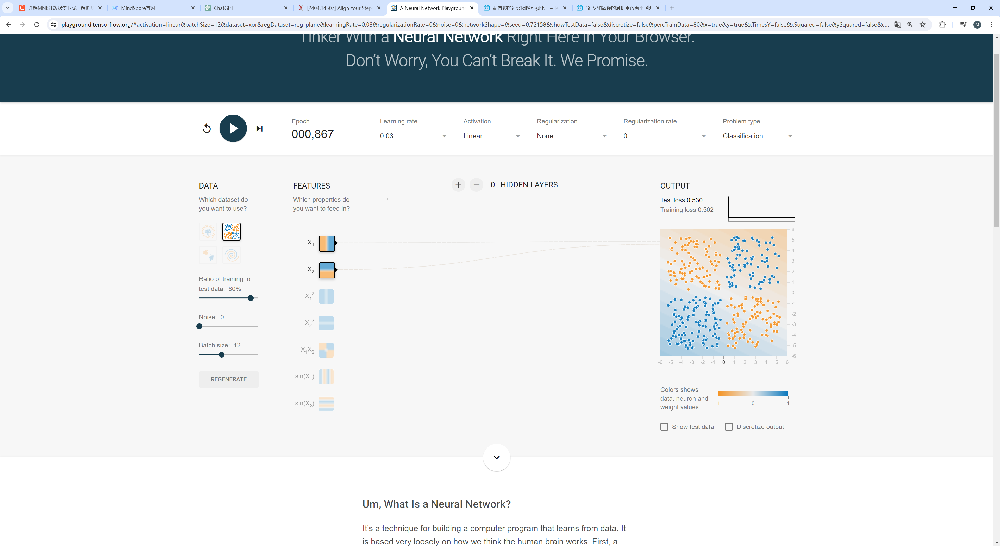 详解MNIST数据集下载、解析及
MindSpore官网
ChatGPT
[2404.14507] Align Your Step
A Neural Network Playground
超有趣的神经网络可视化工具Te
“谁又知道你的耳机里放着
playground.tensorflow.org/#activation=linear&batchSize=12&dataset=xor&regDataset=reg-plane&learningRate=0.03&regularizationRate=0&noise=0&networkShape=&seed=0.72158&showTestData=false&discretize=false&percTrainData=80&x=true&y=true&xTimesY=false&xSquared=false&ySquared=false&c...
M
Tinker With a Neural Network Right Here in Your Browser.
Don’t Worry, You Can’t Break It. We Promise.
Epoch
000,867
Learning rate
0.03
Activation
Linear
Regularization
None
Regularization rate
0
Problem type
Classification
DATA
Which dataset do
you want to use?
Ratio of training to
test data: 80%
Noise: 0
Batch size: 12
REGENERATE
FEATURES
Which properties do
you want to feed in?
X1
X2
X1²
X2²
X1X2
sin(X1)
sin(X2)
+ − 0 HIDDEN LAYERS
OUTPUT
Test loss 0.530
Training loss 0.502
6
5
4
3
2
1
0
-1
-2
-3
-4
-5
-6
-6 -5 -4 -3 -2 -1 0 1 2 3 4 5 6
Colors shows
data, neuron and
weight values.
-1 0 1
Show test data
Discretize output
Um, What Is a Neural Network?
It’s a technique for building a computer program that learns from data. It
is based very loosely on how we think the human brain works. First, a